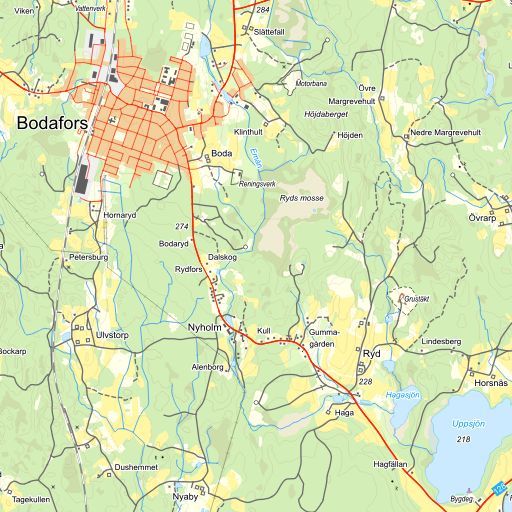 Viken
Vattenverk
284
Slättefall
Motorbana
Övre
Margrevehult
Höjdaberget
Bodafors
Klinthult
Höjden
Nedre Margrevehult
Emån
Boda
Reningsverk
Ryds mosse
Hornaryd
Övrarp
274
Bodaryd
Petersburg
Dalskog
Rydfors
Grustäkt
Nyholm
Kull
Gumma-
gården
Ulvstorp
Lindesberg
Bockarp
Ryd
Alenborg
228
Horsnäs
Hagasjön
Haga
Uppsjön
218
Dushemmet
Hagfällan
Tagekullen
Nyaby
Bygdeg.